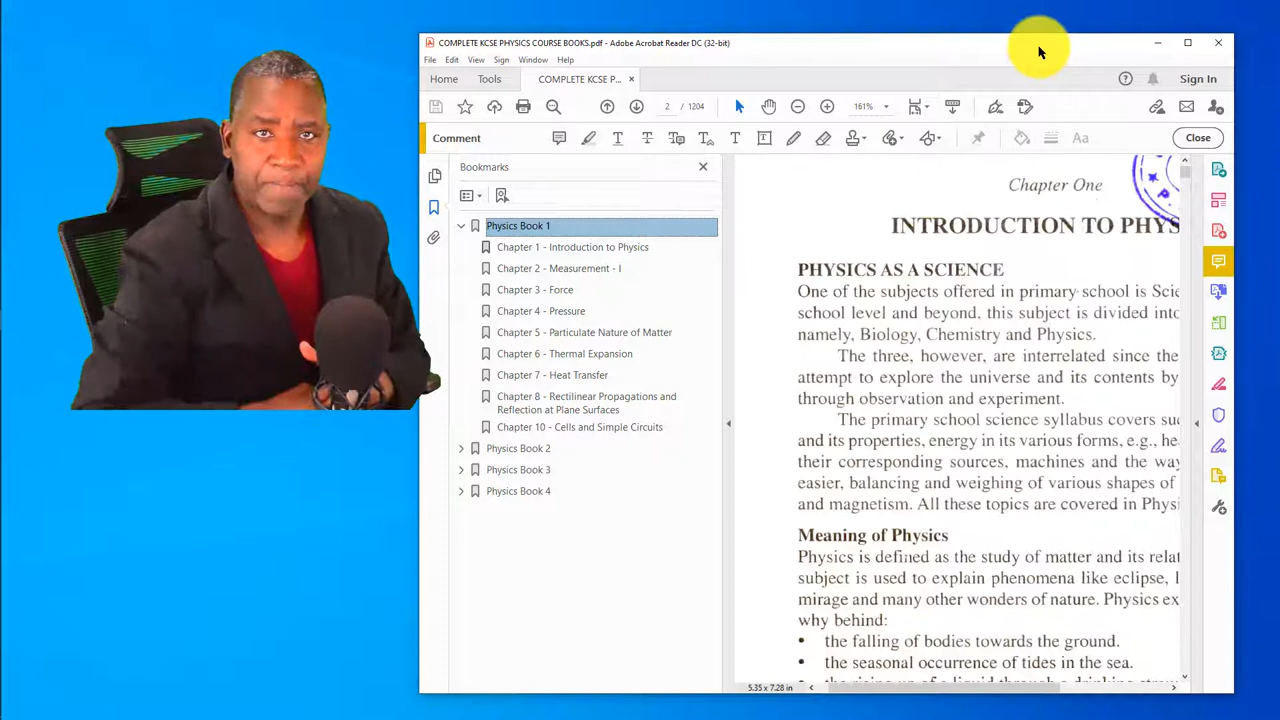 COMPLETE KCSE PHYSICS COURSE BOOKS.pdf - Adobe Acrobat Reader DC (32-bit)
File Edit View Sign Window Help
Home Tools COMPLETE KCSE P... Sign In
2 / 1204 161%
Comment Close
Bookmarks
Physics Book 1
Chapter 1 - Introduction to Physics
Chapter 2 - Measurement - I
Chapter 3 - Force
Chapter 4 - Pressure
Chapter 5 - Particulate Nature of Matter
Chapter 6 - Thermal Expansion
Chapter 7 - Heat Transfer
Chapter 8 - Rectilinear Propagations and
Reflection at Plane Surfaces
Chapter 10 - Cells and Simple Circuits
Physics Book 2
Physics Book 3
Physics Book 4
Chapter One
INTRODUCTION TO PHYS
PHYSICS AS A SCIENCE
One of the subjects offered in primary school is Scie
school level and beyond, this subject is divided into
namely, Biology, Chemistry and Physics.
The three, however, are interrelated since the
attempt to explore the universe and its contents by
through observation and experiment.
The primary school science syllabus covers suc
and its properties, energy in its various forms, e.g., he
their corresponding sources, machines and the way
easier, balancing and weighing of various shapes of
and magnetism. All these topics are covered in Physi
Meaning of Physics
Physics is defined as the study of matter and its relat
subject is used to explain phenomena like eclipse, l
mirage and many other wonders of nature. Physics ex
why behind:
• the falling of bodies towards the ground.
• the seasonal occurrence of tides in the sea.
5.35 x 7.28 in